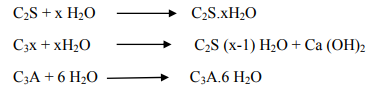 C₂S + x H₂O ⟶ C₂S.xH₂O
C₃x + xH₂O ⟶ C₂S (x-1) H₂O + Ca (OH)₂
C₃A + 6 H₂O ⟶ C₃A.6 H₂O